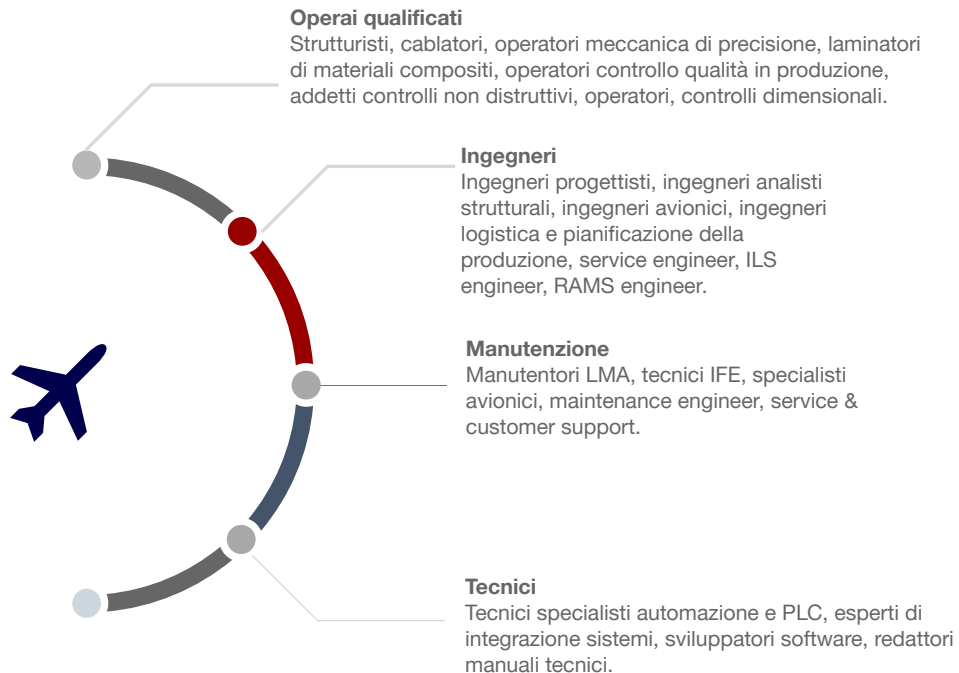 Operai qualificati
Strutturisti, cablatori, operatori meccanica di precisione, laminatori
di materiali compositi, operatori controllo qualità in produzione,
addetti controlli non distruttivi, operatori, controlli dimensionali.
Ingegneri
Ingegneri progettisti, ingegneri analisti
strutturali, ingegneri avionici, ingegneri
logistica e pianificazione della
produzione, service engineer, ILS
engineer, RAMS engineer.
Manutenzione
Manutentori LMA, tecnici IFE, specialisti
avionici, maintenance engineer, service &
customer support.
Tecnici
Tecnici specialisti automazione e PLC, esperti di
integrazione sistemi, sviluppatori software, redattori
manuali tecnici.